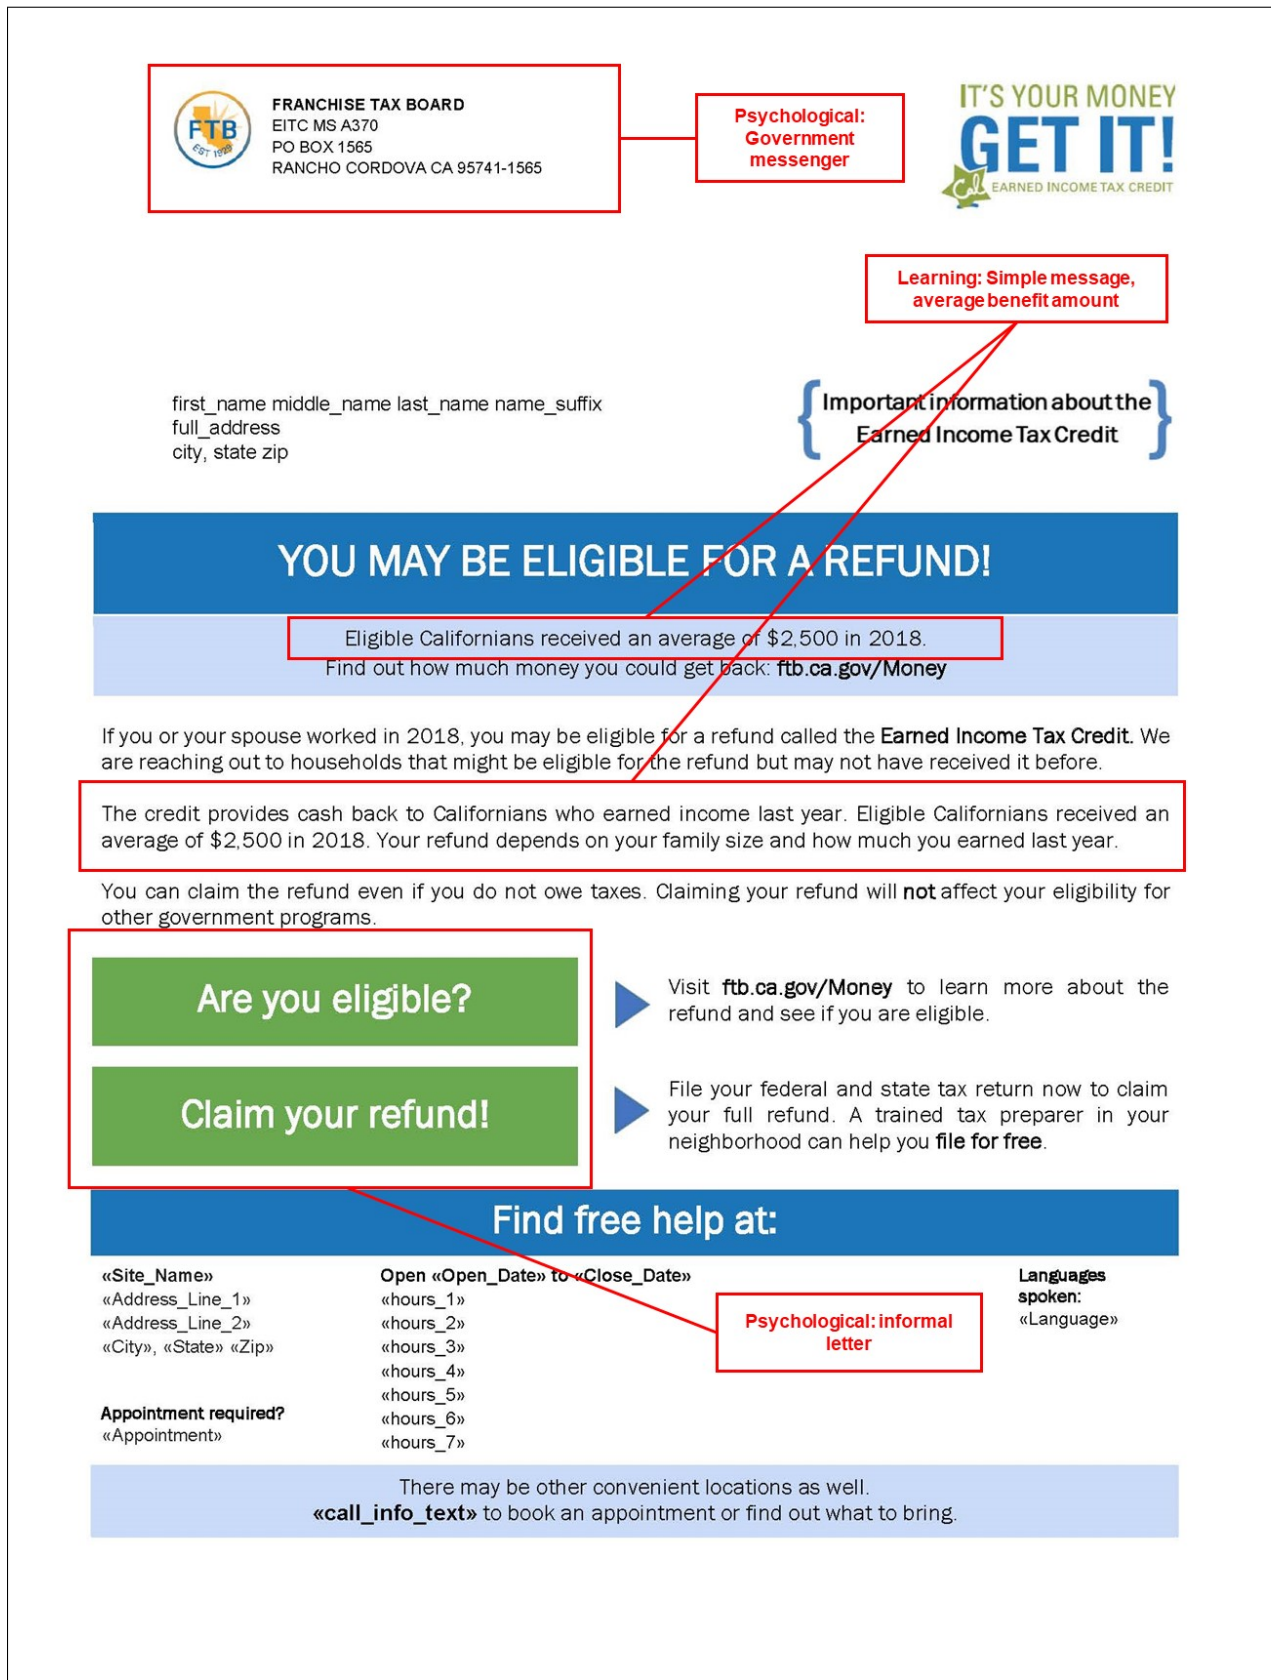 FTB
EST 1929
FRANCHISE TAX BOARD
EITC MS A370
PO BOX 1565
RANCHO CORDOVA CA 95741-1565
Psychological:
Government
messenger
IT'S YOUR MONEY
GET IT!
Cal
EARNED INCOME TAX CREDIT
Learning: Simple message,
average benefit amount
first_name middle_name last_name name_suffix
full_address
city, state zip
{Important information about the
Earned Income Tax Credit}
YOU MAY BE ELIGIBLE FOR A REFUND!
Eligible Californians received an average of $2,500 in 2018.
Find out how much money you could get back: ftb.ca.gov/Money
If you or your spouse worked in 2018, you may be eligible for a refund called the Earned Income Tax Credit. We
are reaching out to households that might be eligible for the refund but may not have received it before.
The credit provides cash back to Californians who earned income last year. Eligible Californians received an
average of $2,500 in 2018. Your refund depends on your family size and how much you earned last year.
You can claim the refund even if you do not owe taxes. Claiming your refund will not affect your eligibility for
other government programs.
Are you eligible?
Visit ftb.ca.gov/Money to learn more about the
refund and see if you are eligible.
Claim your refund!
File your federal and state tax return now to claim
your full refund. A trained tax preparer in your
neighborhood can help you file for free.
Find free help at:
«Site_Name»
«Address_Line_1»
«Address_Line_2»
«City», «State» «Zip»
Appointment required?
«Appointment»
Open «Open_Date» to «Close_Date»
«hours_1»
«hours_2»
«hours_3»
«hours_4»
«hours_5»
«hours_6»
«hours_7»
Psychological: informal
letter
Languages
spoken:
«Language»
There may be other convenient locations as well.
«call_info_text» to book an appointment or find out what to bring.